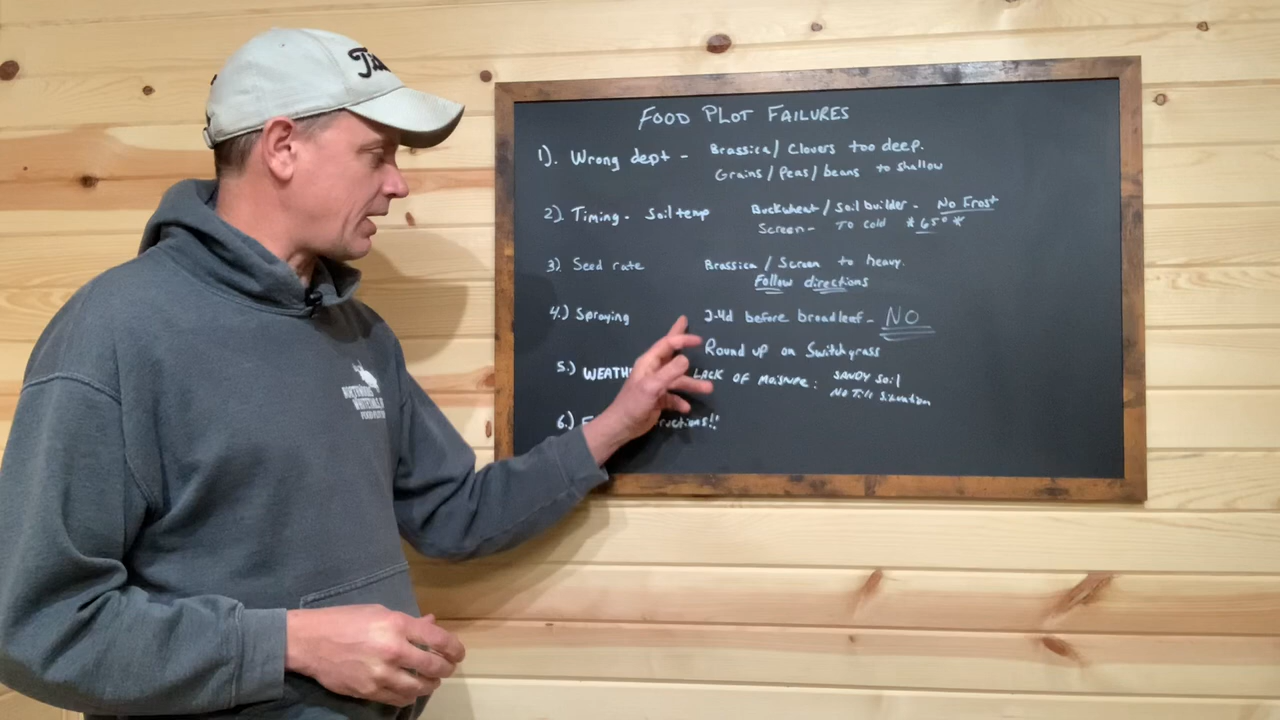 FOOD PLOT FAILURES
1). Wrong dept - Brassica/Clovers too deep.
Grains/Peas/beans to shallow
2) Timing - Soil temp Buckwheat/Soil builder - No Frost
Screen - To Cold *65°*
3) Seed rate Brassica/Screen to heavy.
Follow directions
4.) Spraying 2-4d before broadleaf - NO
Round up on Switchgrass
5.) LACK OF MOISTURE: SANDY Soil
NO Till Situation
6.)
WHITETAILS